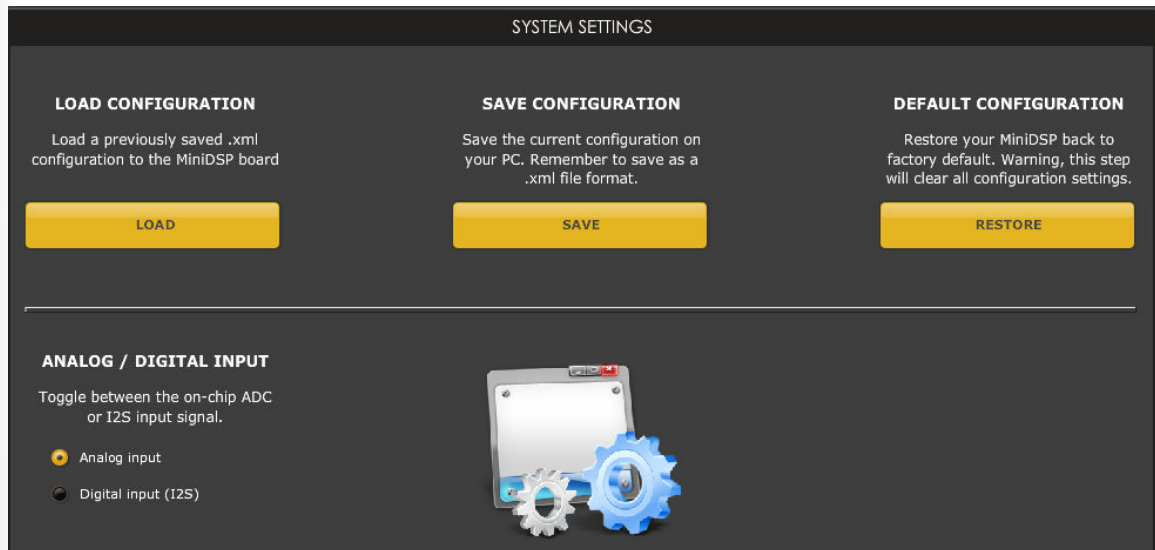 SYSTEM SETTINGS
LOAD CONFIGURATION
Load a previously saved .xml
configuration to the MiniDSP board
LOAD
SAVE CONFIGURATION
Save the current configuration on
your PC. Remember to save as a
.xml file format.
SAVE
DEFAULT CONFIGURATION
Restore your MiniDSP back to
factory default. Warning, this step
will clear all configuration settings.
RESTORE
ANALOG / DIGITAL INPUT
Toggle between the on-chip ADC
or I2S input signal.
Analog input
Digital input (I2S)